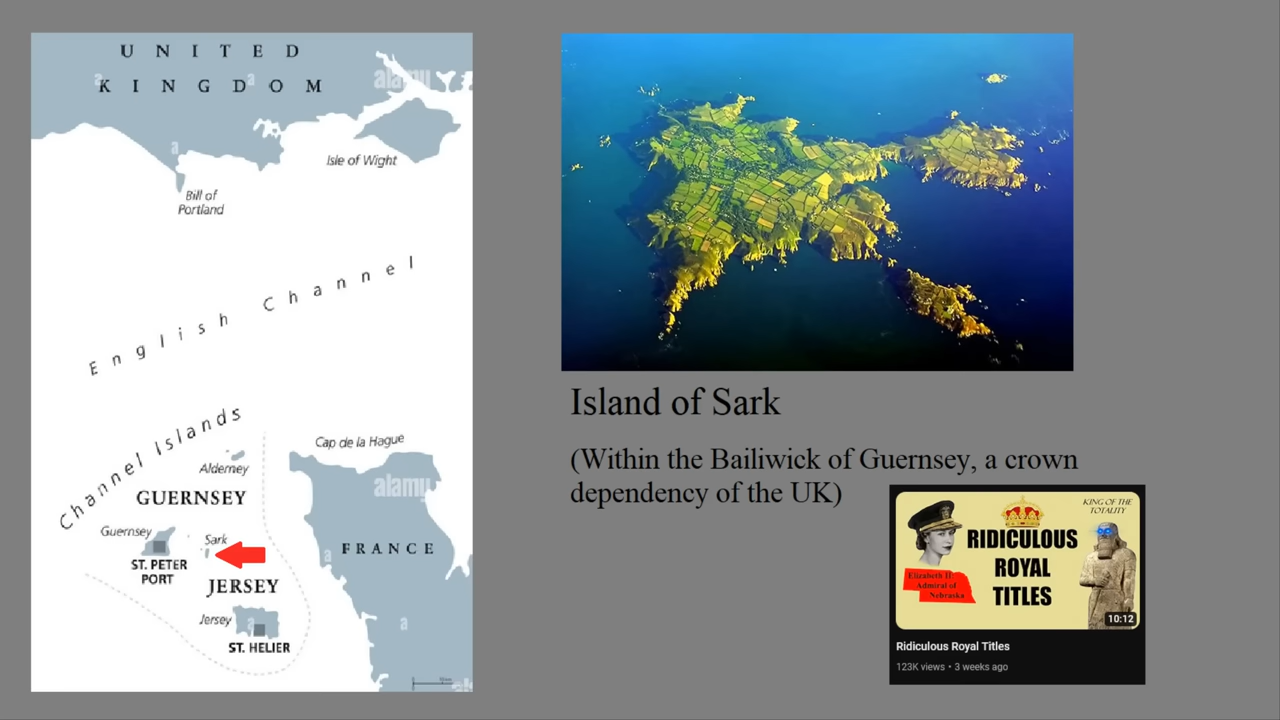 UNITED
KINGDOM
alamy
a
a
a
Isle of Wight
Bill of
Portland
English Channel
Channel Islands
Cap de la Hague
Alderney
alamy
GUERNSEY
Guernsey
Sark
FRANCE
ST. PETER
PORT
a
JERSEY
Jersey
a
a
ST. HELIER
Island of Sark
(Within the Bailiwick of Guernsey, a crown
dependency of the UK)
KING OF THE
TOTALITY
RIDICULOUS
ROYAL
TITLES
Elizabeth II:
Admiral of
Nebraska
10:12
Ridiculous Royal Titles
123K views • 3 weeks ago